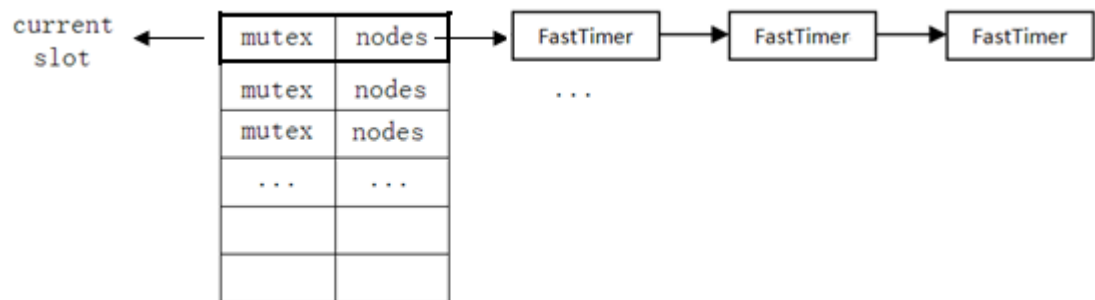 current
slot
mutex nodes FastTimer FastTimer FastTimer
mutex nodes ...
mutex nodes
... ...